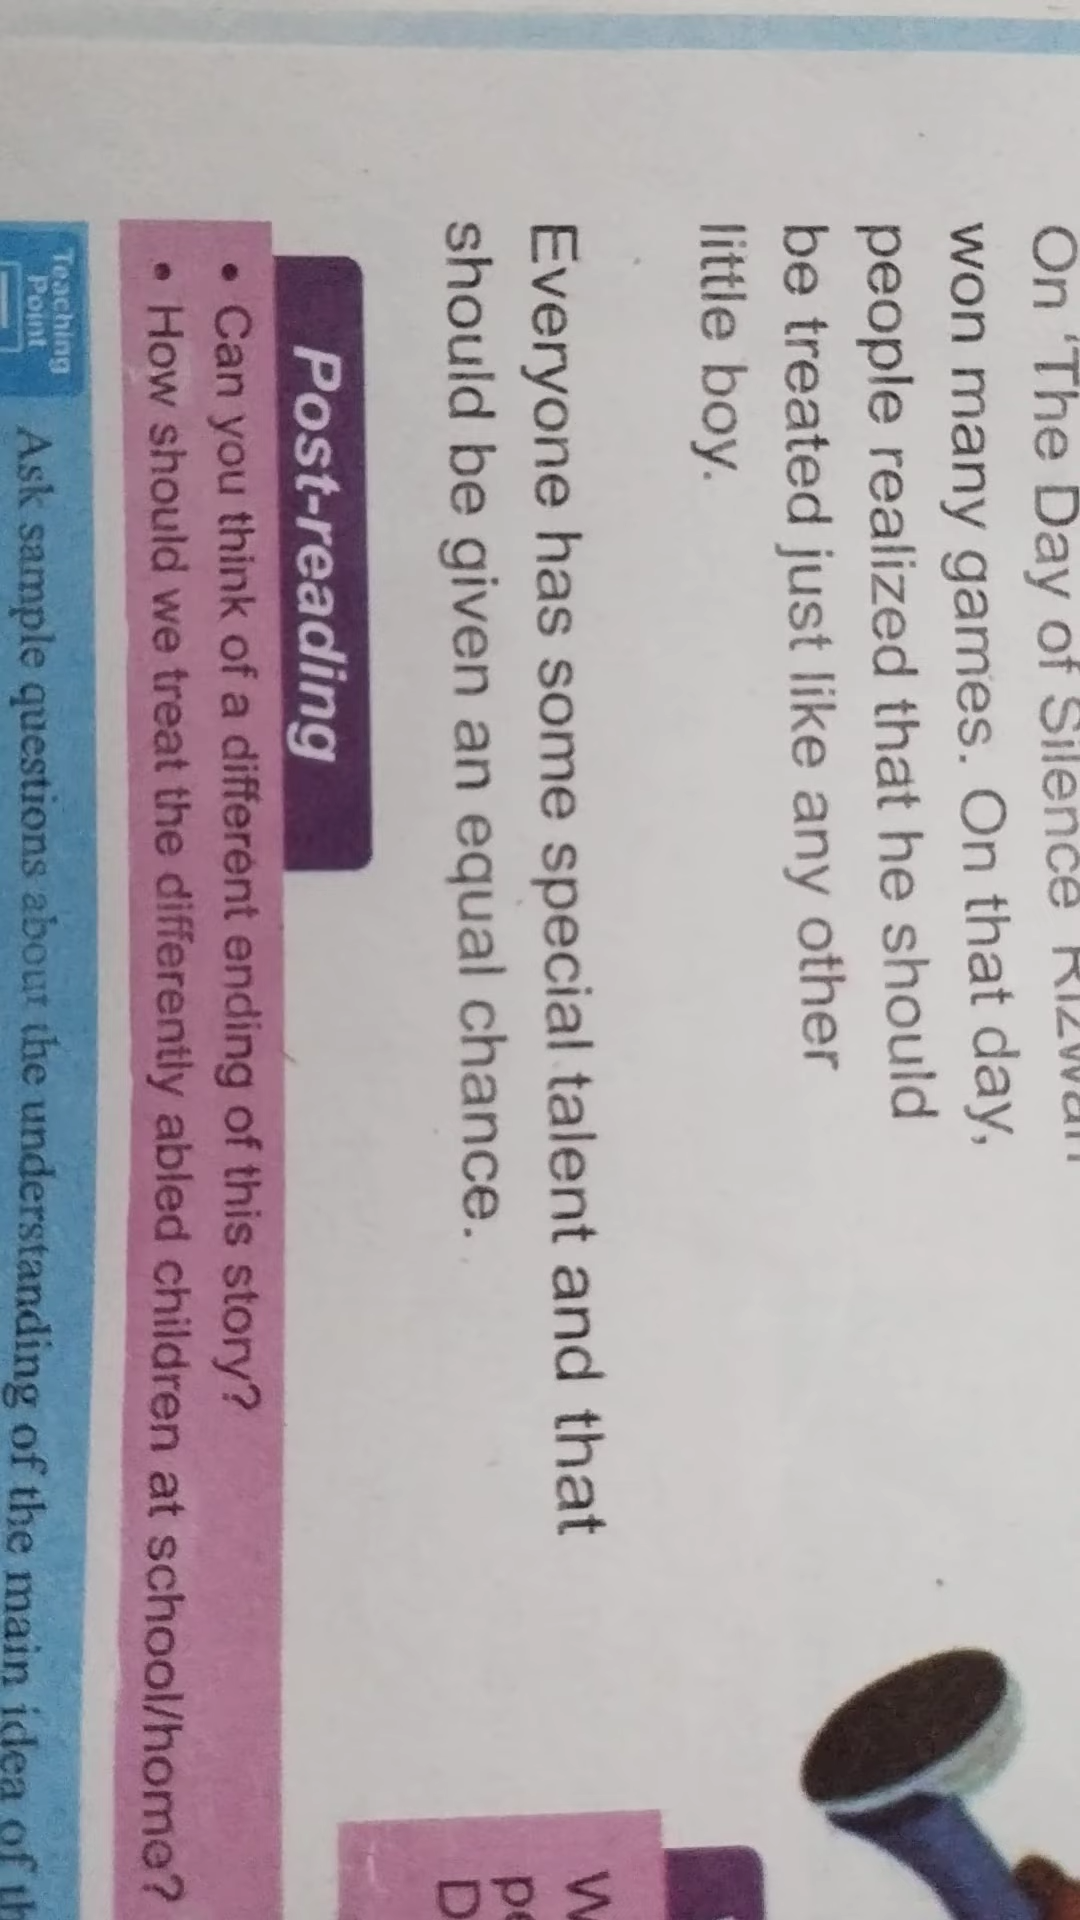 On 'The Day of Silence' Rizwan
won many games. On that day,
people realized that he should
be treated just like any other
little boy.
Everyone has some special talent and that
should be given an equal chance.
Post-reading
• Can you think of a different ending of this story?
• How should we treat the differently abled children at school/home?
Teaching
Point
Ask sample questions about the understanding of the main idea of